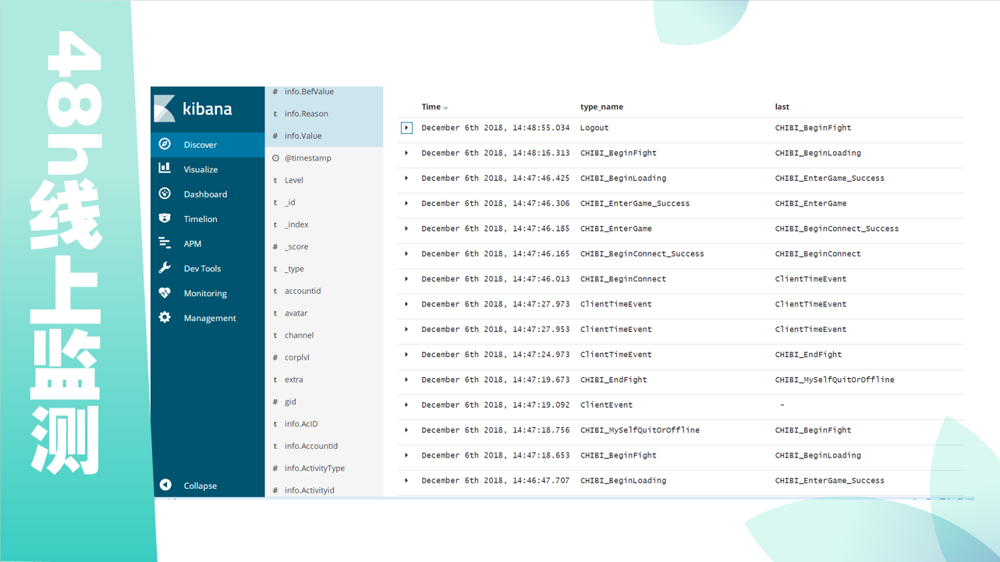 48h线上监测
kibana
Discover
Visualize
Dashboard
Timelion
APM
Dev Tools
Monitoring
Management
Collapse
# info.BefValue
t info.Reason
# info.Value
@timestamp
t Level
t _id
t _index
# _score
t _type
t accountid
t avatar
t channel
# corplvl
t extra
# gid
t info.AcID
t info.AccountId
# info.ActivityType
# info.Activityid
Time type_name last
December 6th 2018, 14:48:55.034 Logout CHIBI_BeginFight
December 6th 2018, 14:48:16.313 CHIBI_BeginFight CHIBI_BeginLoading
December 6th 2018, 14:47:46.425 CHIBI_BeginLoading CHIBI_EnterGame_Success
December 6th 2018, 14:47:46.306 CHIBI_EnterGame_Success CHIBI_EnterGame
December 6th 2018, 14:47:46.185 CHIBI_EnterGame CHIBI_BeginConnect_Success
December 6th 2018, 14:47:46.165 CHIBI_BeginConnect_Success CHIBI_BeginConnect
December 6th 2018, 14:47:46.013 CHIBI_BeginConnect ClientTimeEvent
December 6th 2018, 14:47:27.973 ClientTimeEvent ClientTimeEvent
December 6th 2018, 14:47:27.953 ClientTimeEvent ClientTimeEvent
December 6th 2018, 14:47:24.973 ClientTimeEvent CHIBI_EndFight
December 6th 2018, 14:47:19.673 CHIBI_EndFight CHIBI_MySelfQuitOrOffline
December 6th 2018, 14:47:19.092 ClientEvent -
December 6th 2018, 14:47:18.756 CHIBI_MySelfQuitOrOffline CHIBI_BeginFight
December 6th 2018, 14:47:18.653 CHIBI_BeginFight CHIBI_BeginLoading
December 6th 2018, 14:46:47.707 CHIBI_BeginLoading CHIBI_EnterGame_Success